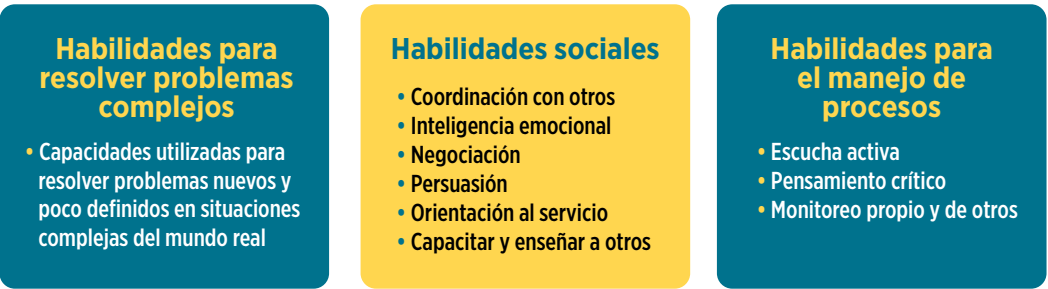 Habilidades para
resolver problemas
complejos
• Capacidades utilizadas para
resolver problemas nuevos y
poco definidos en situaciones
complejas del mundo real
Habilidades sociales
• Coordinación con otros
• Inteligencia emocional
• Negociación
• Persuasión
• Orientación al servicio
• Capacitar y enseñar a otros
Habilidades para
el manejo de
procesos
• Escucha activa
• Pensamiento crítico
• Monitoreo propio y de otros